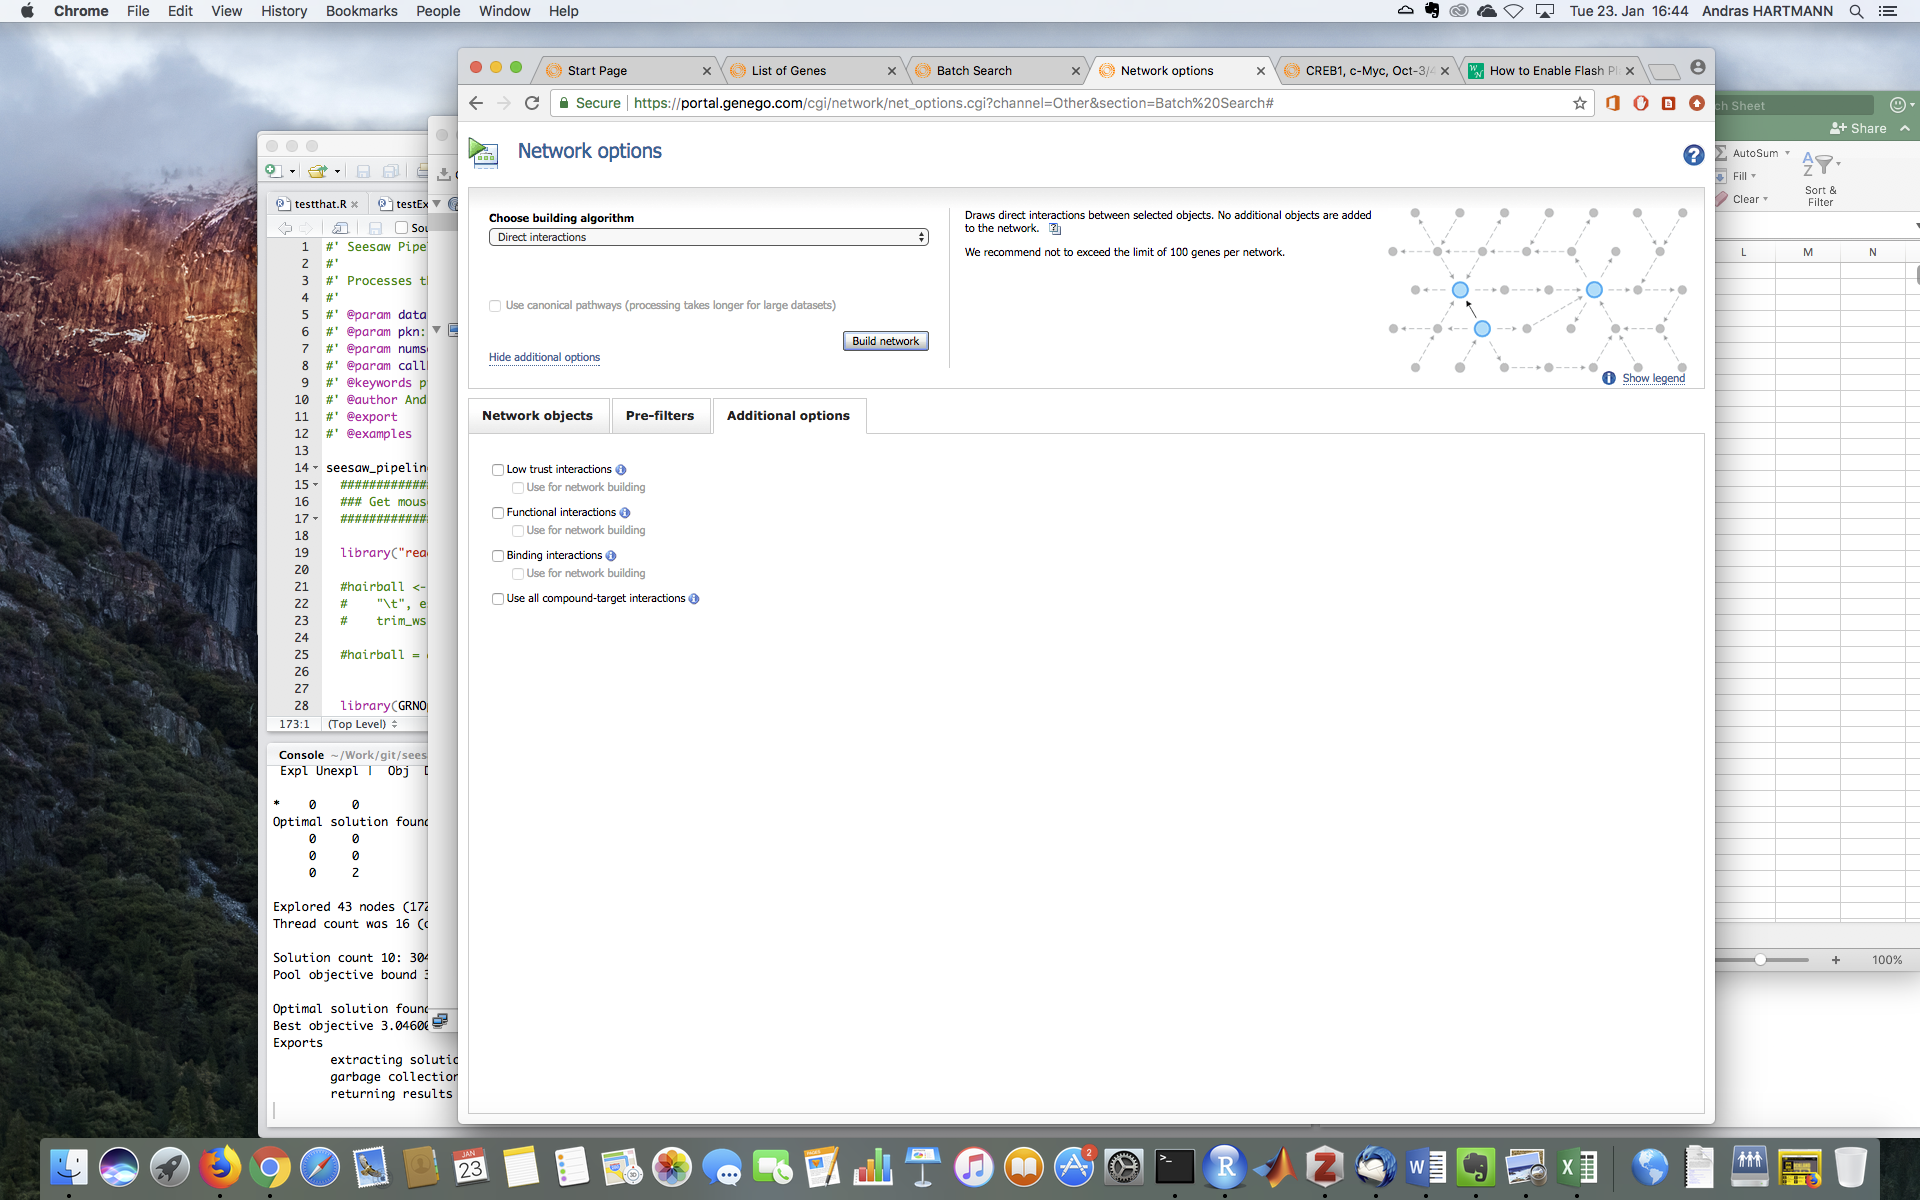 Chrome File Edit View History Bookmarks People Window Help
Tue 23. Jan 16:44 Andras HARTMANN
Start Page
List of Genes
Batch Search
Network options
CREB1, c-Myc, Oct-3/4
How to Enable Flash Pl
Secure https://portal.genego.com/cgi/network/net_options.cgi?channel=Other&section=Batch%20Search#
Network options
Choose building algorithm
Direct interactions
Use canonical pathways (processing takes longer for large datasets)
Build network
Hide additional options
Draws direct interactions between selected objects. No additional objects are added
to the network.
We recommend not to exceed the limit of 100 genes per network.
Show legend
Network objects
Pre-filters
Additional options
Low trust interactions
Use for network building
Functional interactions
Use for network building
Binding interactions
Use for network building
Use all compound-target interactions
testthat.R
testEx
Sou
1 #' Seesaw Pipe
2 #'
3 #' Processes t
4 #'
5 #' @param data
6 #' @param pkn:
7 #' @param nums
8 #' @param call
9 #' @keywords p
10 #' @author And
11 #' @export
12 #' @examples
13
14 seesaw_pipelin
15 #############
16 ### Get mous
17 #############
18
19 library("rea
20
21 #hairball <-
22 # "\t", e
23 # trim_ws
24
25 #hairball =
26
27
28 library(GRNO
173:1 (Top Level)
Console ~/Work/git/sees
Expl Unexpl | Obj
* 0 0
Optimal solution foun
0 0
0 0
0 2
Explored 43 nodes (172
Thread count was 16 (
Solution count 10: 304
Pool objective bound 3
Optimal solution foun
Best objective 3.04600
Exports
extracting solutio
garbage collection
returning results
ch Sheet
Share
AutoSum
Fill
Clear
Sort &
Filter
L M N
100%
JAN
23
2